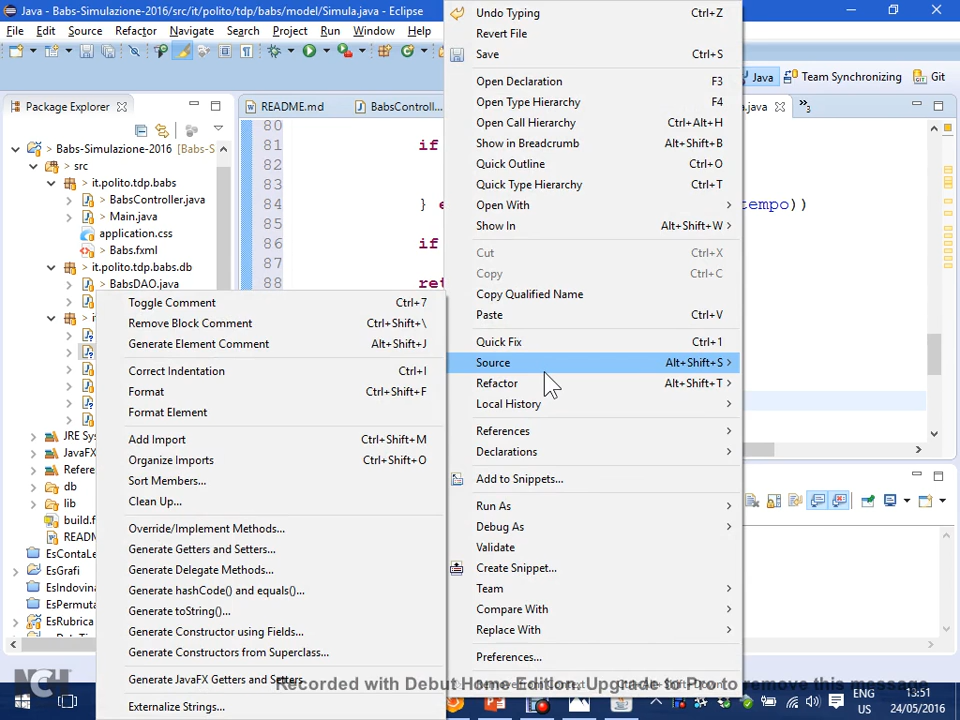 Java - Babs-Simulazione-2016/src/it/polito/tdp/babs/model/Simula.java - Eclipse
File Edit Source Refactor Navigate Search Project Run Window Help
Java Team Synchronizing Git
Package Explorer
README.md BabsControll... .java »3
Babs-Simulazione-2016 [Babs-S
> src
> it.polito.tdp.babs
> BabsController.java
> Main.java
application.css
> Babs.fxml
> it.polito.tdp.babs.db
> BabsDAO.java
JRE Sys
JavaFX
Refere
db
lib
build.f
READM
EsContaLe
EsGrafi
EsIndovina
EsPermuta
EsRubrica
80
81 if
82
83
84 } e empo))
85
86 if
87
88 ret
Undo Typing Ctrl+Z
Revert File
Save Ctrl+S
Open Declaration F3
Open Type Hierarchy F4
Open Call Hierarchy Ctrl+Alt+H
Show in Breadcrumb Alt+Shift+B
Quick Outline Ctrl+O
Quick Type Hierarchy Ctrl+T
Open With
Show In Alt+Shift+W
Cut Ctrl+X
Copy Ctrl+C
Copy Qualified Name
Paste Ctrl+V
Quick Fix Ctrl+1
Source Alt+Shift+S
Refactor Alt+Shift+T
Local History
References
Declarations
Add to Snippets...
Run As
Debug As
Validate
Create Snippet...
Team
Compare With
Replace With
Preferences...
Toggle Comment Ctrl+7
Remove Block Comment Ctrl+Shift+\
Generate Element Comment Alt+Shift+J
Correct Indentation Ctrl+I
Format Ctrl+Shift+F
Format Element
Add Import Ctrl+Shift+M
Organize Imports Ctrl+Shift+O
Sort Members...
Clean Up...
Override/Implement Methods...
Generate Getters and Setters...
Generate Delegate Methods...
Generate hashCode() and equals()...
Generate toString()...
Generate Constructor using Fields...
Generate Constructors from Superclass...
Generate JavaFX Getters and Setters
Externalize Strings...
NCH
Recorded with Debut Home Edition. Upgrade to Pro to remove this message
ENG 13:51
US 24/05/2016